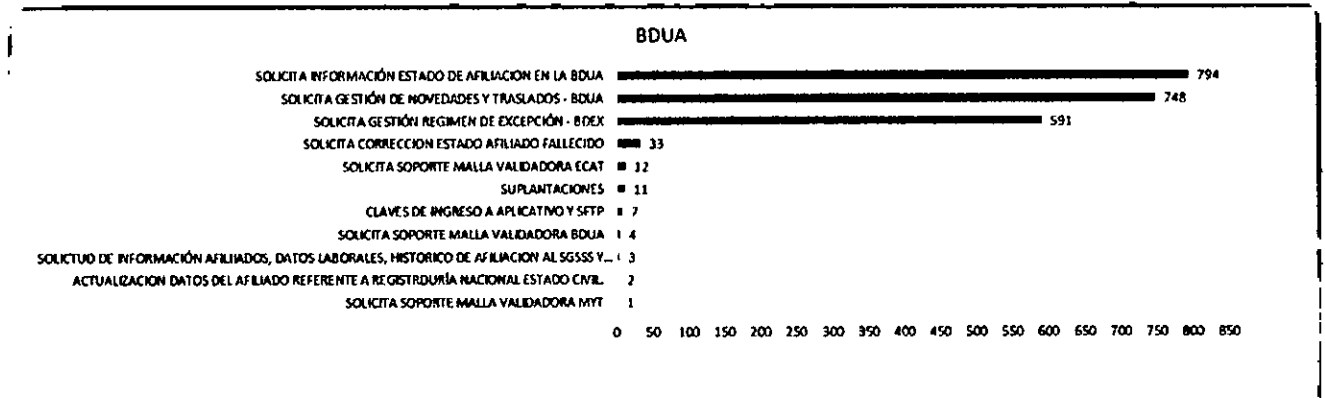 BDUA
SOLICITA INFORMACIÓN ESTADO DE AFILIACION EN LA BDUA 794
SOLICITA GESTIÓN DE NOVEDADES Y TRASLADOS - BDUA 748
SOLICITA GESTIÓN REGIMEN DE EXCEPCIÓN - BDEX 591
SOLICITA CORRECCION ESTADO AFILIADO FALLECIDO 33
SOLICITA SOPORTE MALLA VALIDADORA ECAT 12
SUPLANTACIONES 11
CLAVES DE INGRESO A APLICATIVO Y SFTP 7
SOLICITA SOPORTE MALLA VALIDADORA BDUA 4
SOLICTUD DE INFORMACIÓN AFILIIADOS, DATOS LABORALES, HISTORICO DE AFILIACION AL SGSSS Y... 3
ACTUALIZACION DATOS DEL AFILIADO REFERENTE A REGISTRDURÍA NACIONAL ESTADO CIVIL. 2
SOLICITA SOPORTE MALLA VALIDADORA MYT 1
0 50 100 150 200 250 300 350 400 450 500 550 600 650 700 750 800 850